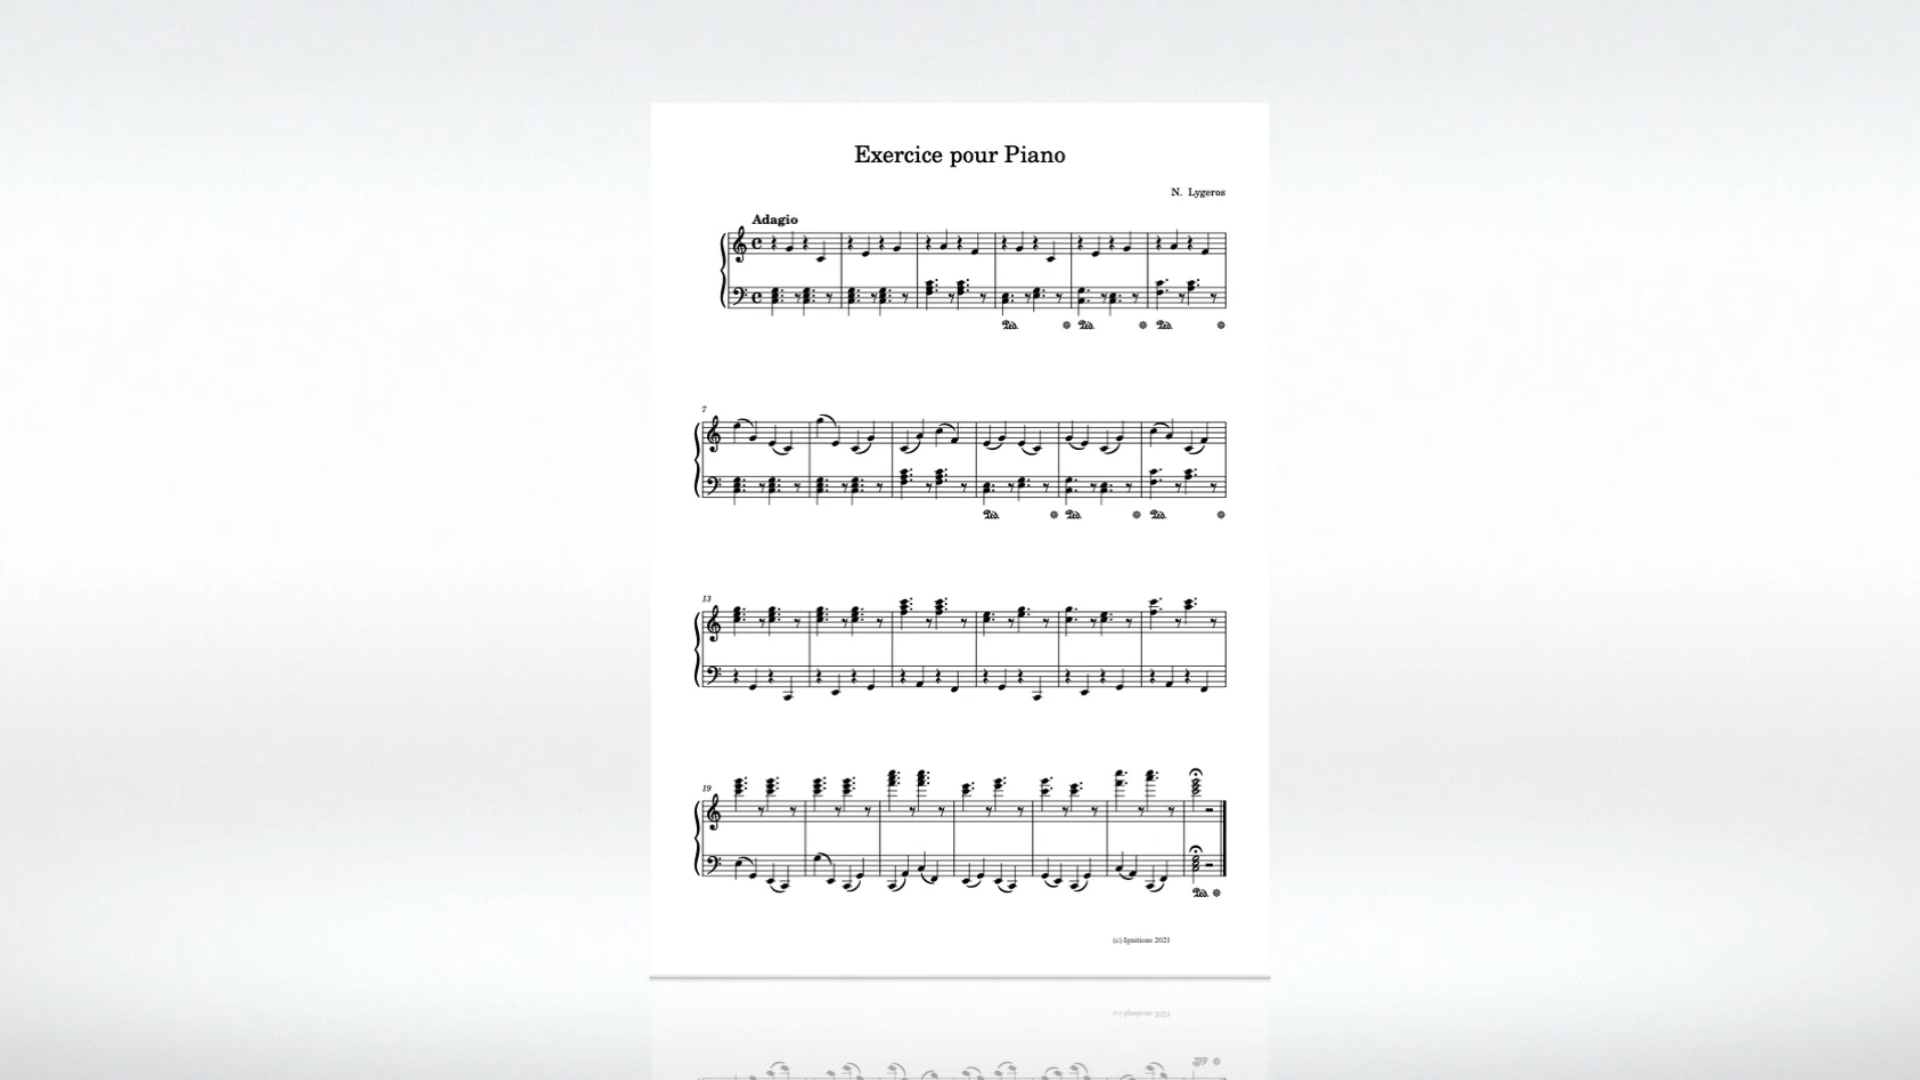 Exercice pour Piano
N. Lygeros
Adagio
7
13
19
(c) Ignitions 2021